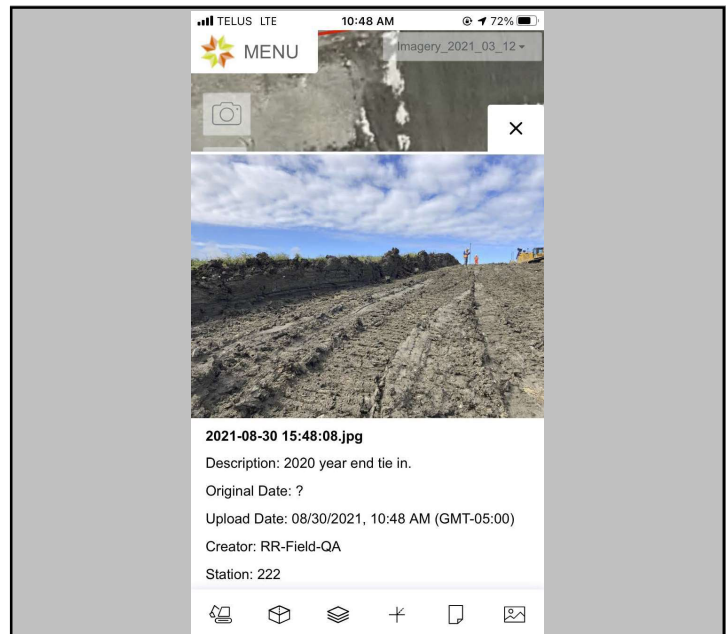 TELUS LTE 10:48 AM 72%
MENU
Imagery_2021_03_12
2021-08-30 15:48:08.jpg
Description: 2020 year end tie in.
Original Date: ?
Upload Date: 08/30/2021, 10:48 AM (GMT-05:00)
Creator: RR-Field-QA
Station: 222